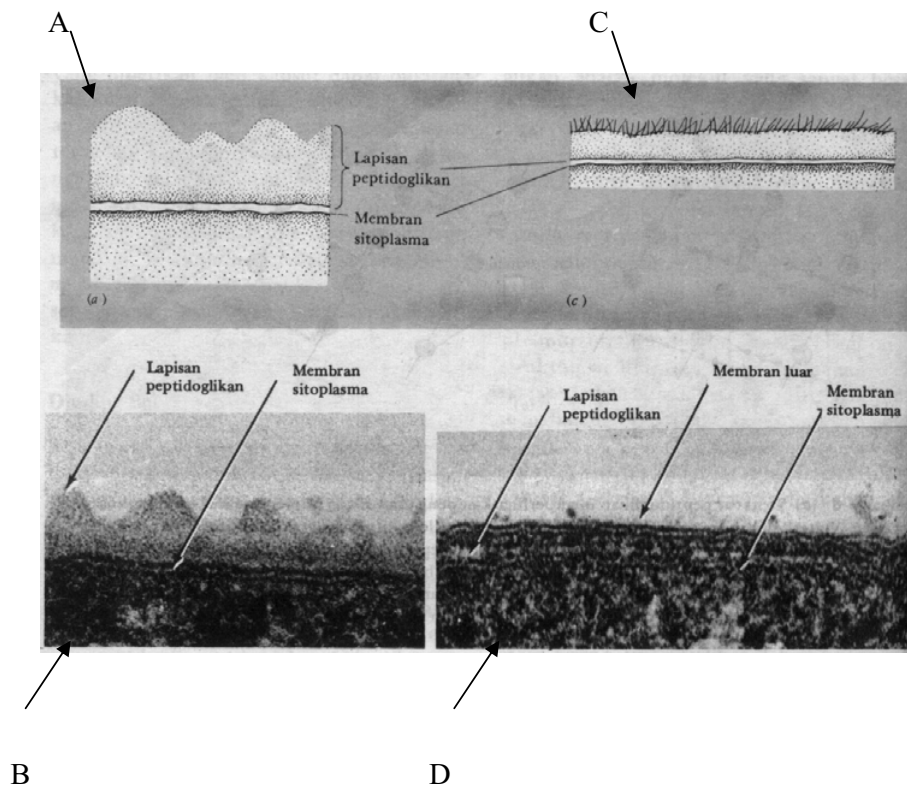 A
C
Lapisan
peptidoglikan
Membran
sitoplasma
(a)
(c)
Lapisan
peptidoglikan
Membran
sitoplasma
Membran luar
Lapisan
peptidoglikan
Membran
sitoplasma
B
D